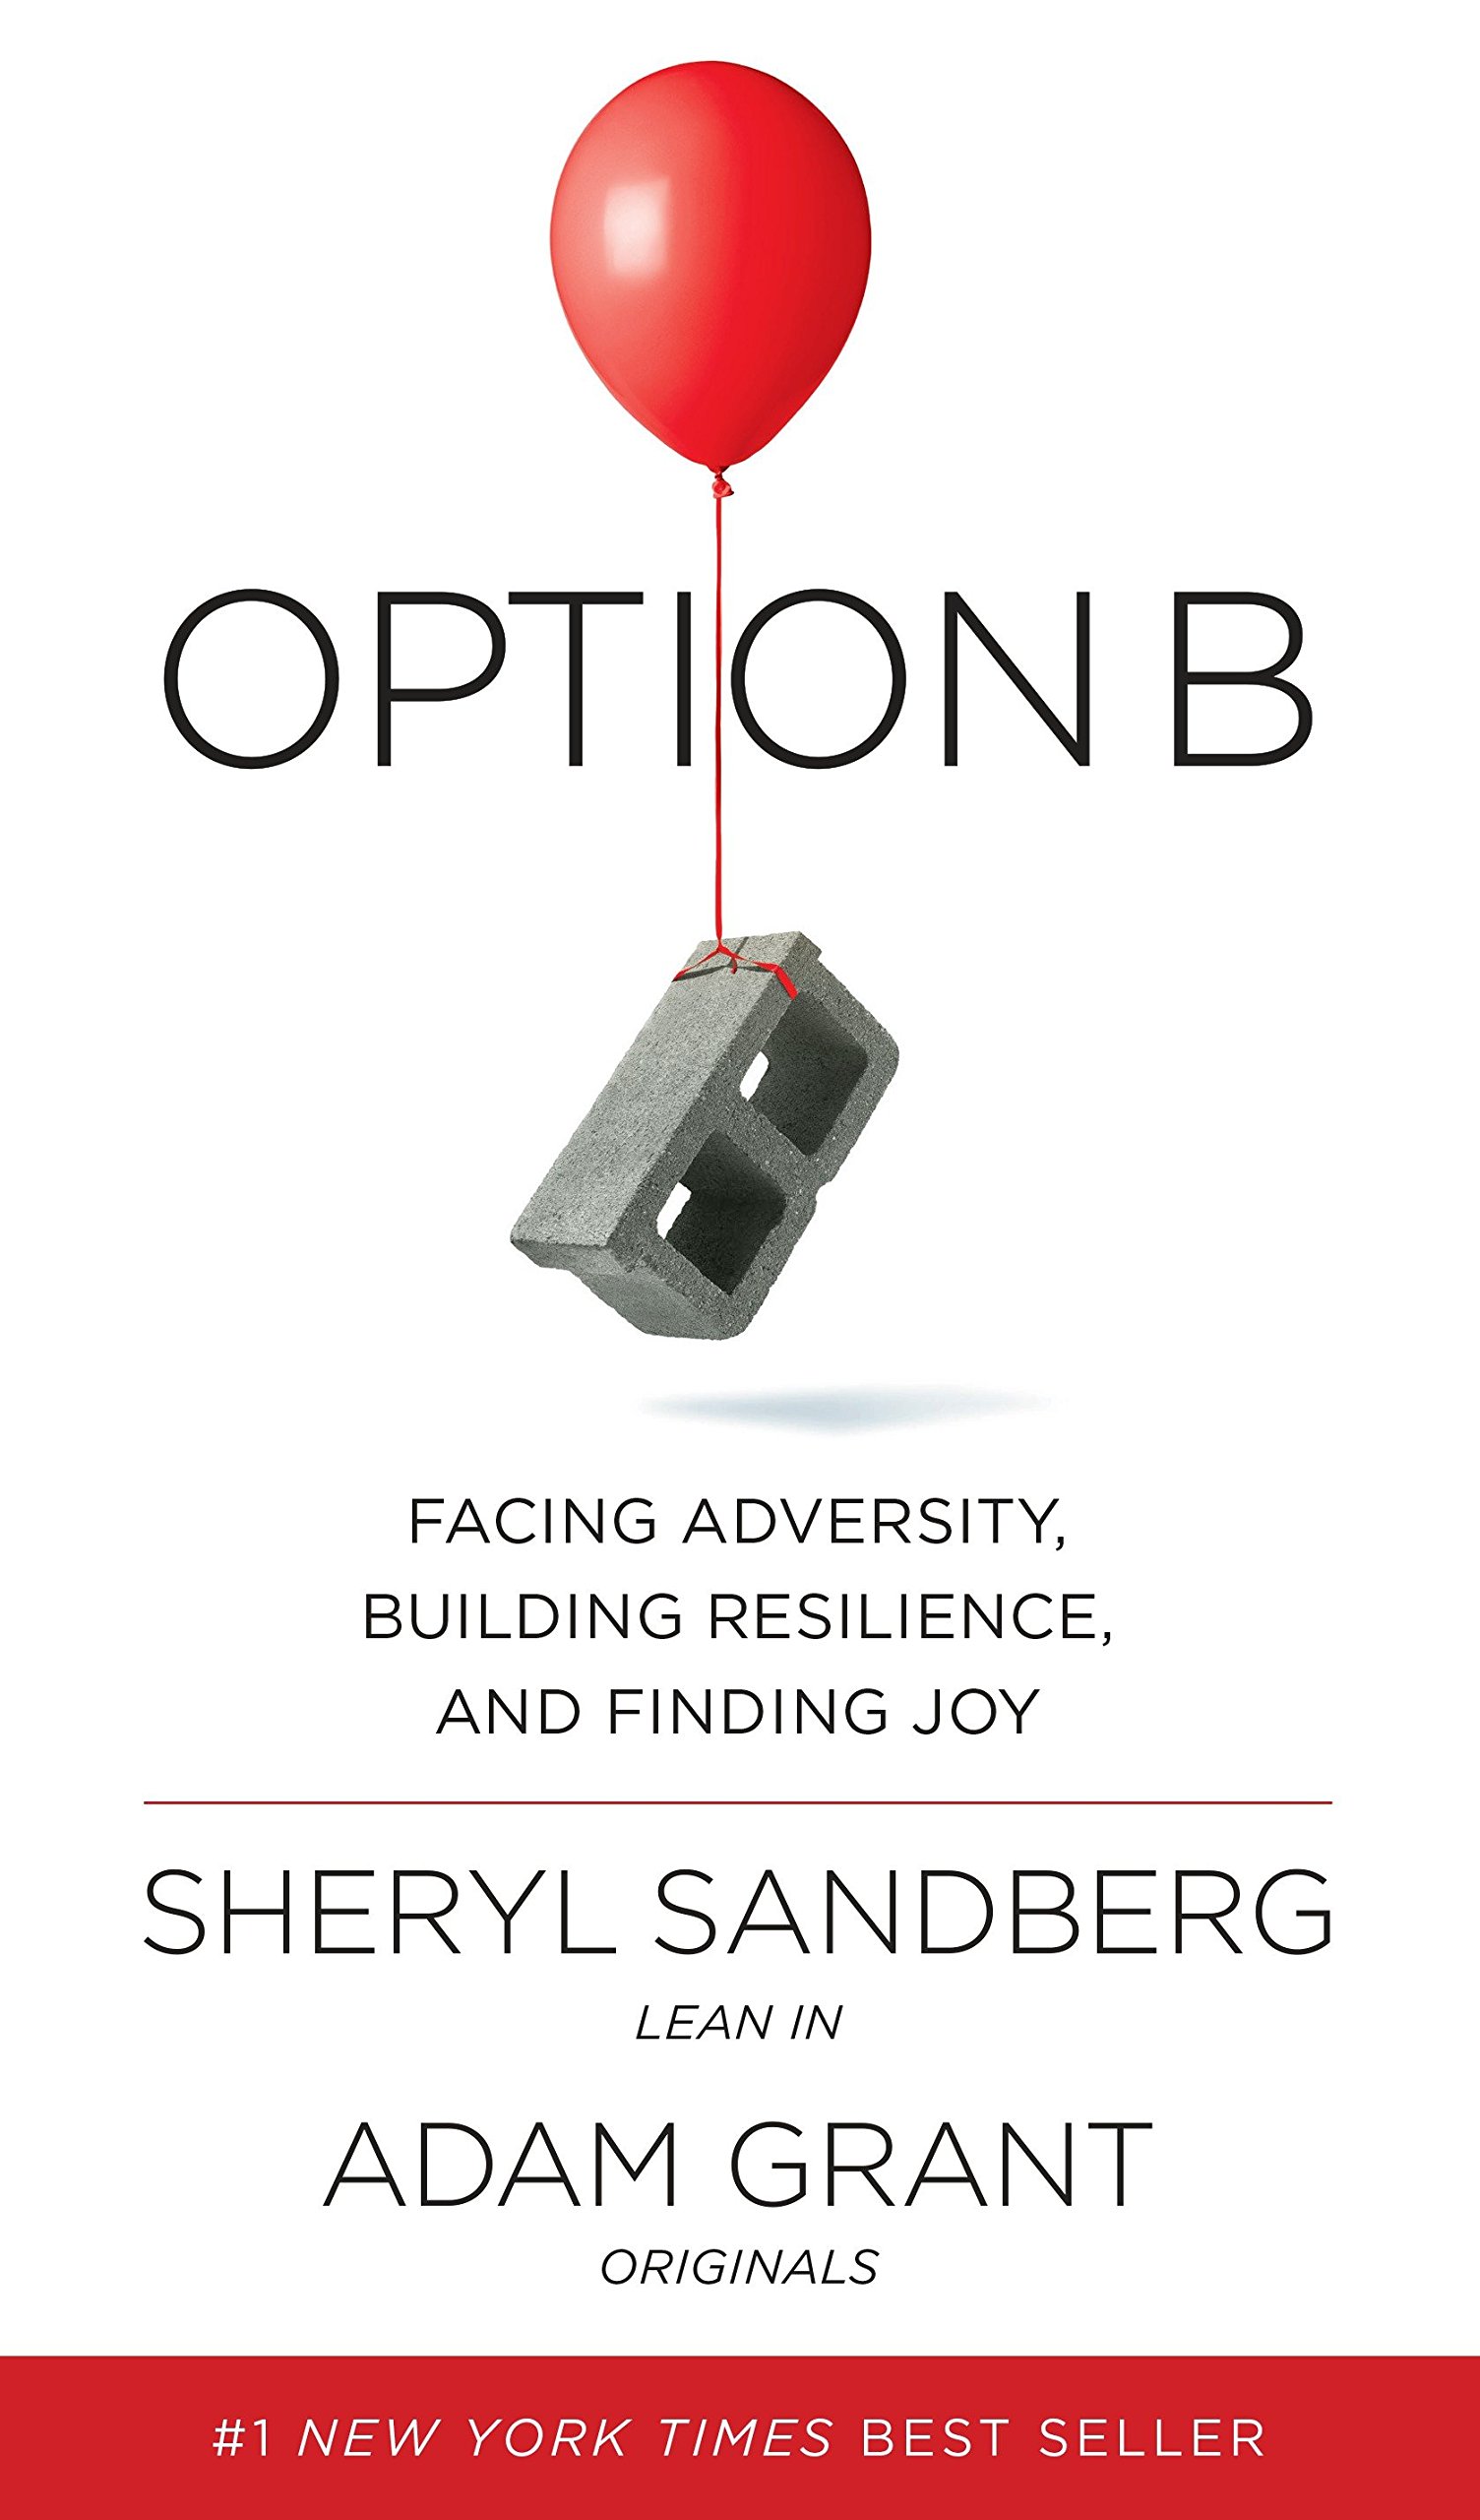 OPTION B
FACING ADVERSITY,
BUILDING RESILIENCE,
AND FINDING JOY
SHERYL SANDBERG
LEAN IN
ADAM GRANT
ORIGINALS
#1 NEW YORK TIMES BEST SELLER